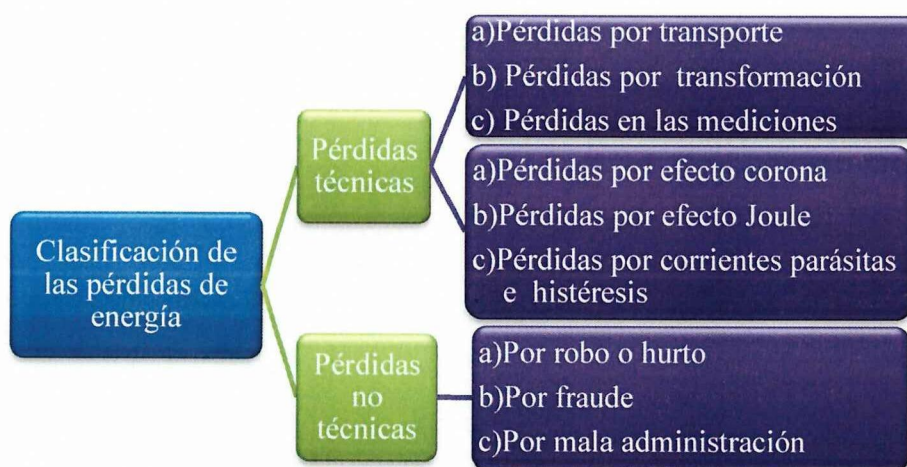 Clasificación de
las pérdidas de
energía
Pérdidas
técnicas
a)Pérdidas por transporte
b) Pérdidas por transformación
c) Pérdidas en las mediciones
a)Pérdidas por efecto corona
b)Pérdidas por efecto Joule
c)Pérdidas por corrientes parásitas
e histéresis
Pérdidas
no
técnicas
a)Por robo o hurto
b)Por fraude
c)Por mala administración